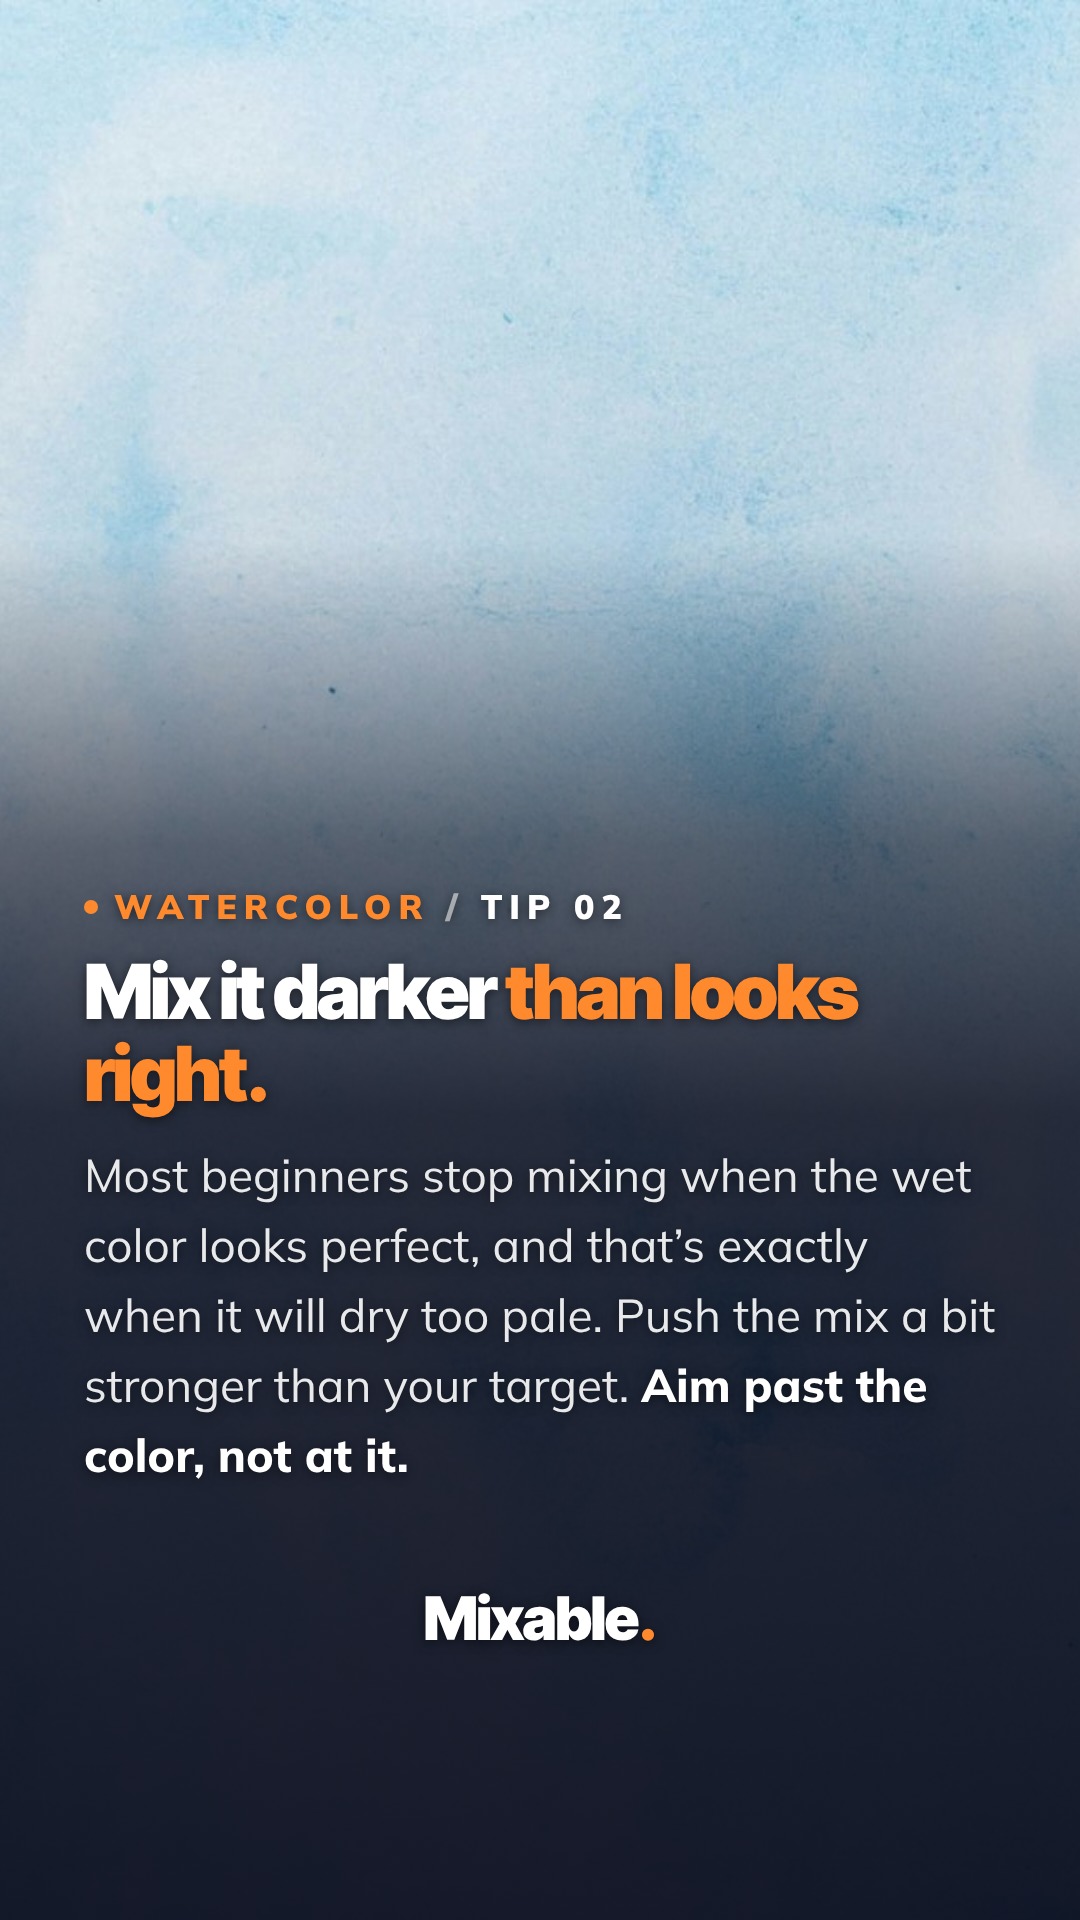 • WATERCOLOR / TIP 02
Mix it darker than looks
right.
Most beginners stop mixing when the wet
color looks perfect, and that’s exactly
when it will dry too pale. Push the mix a bit
stronger than your target. Aim past the
color, not at it.
Mixable.